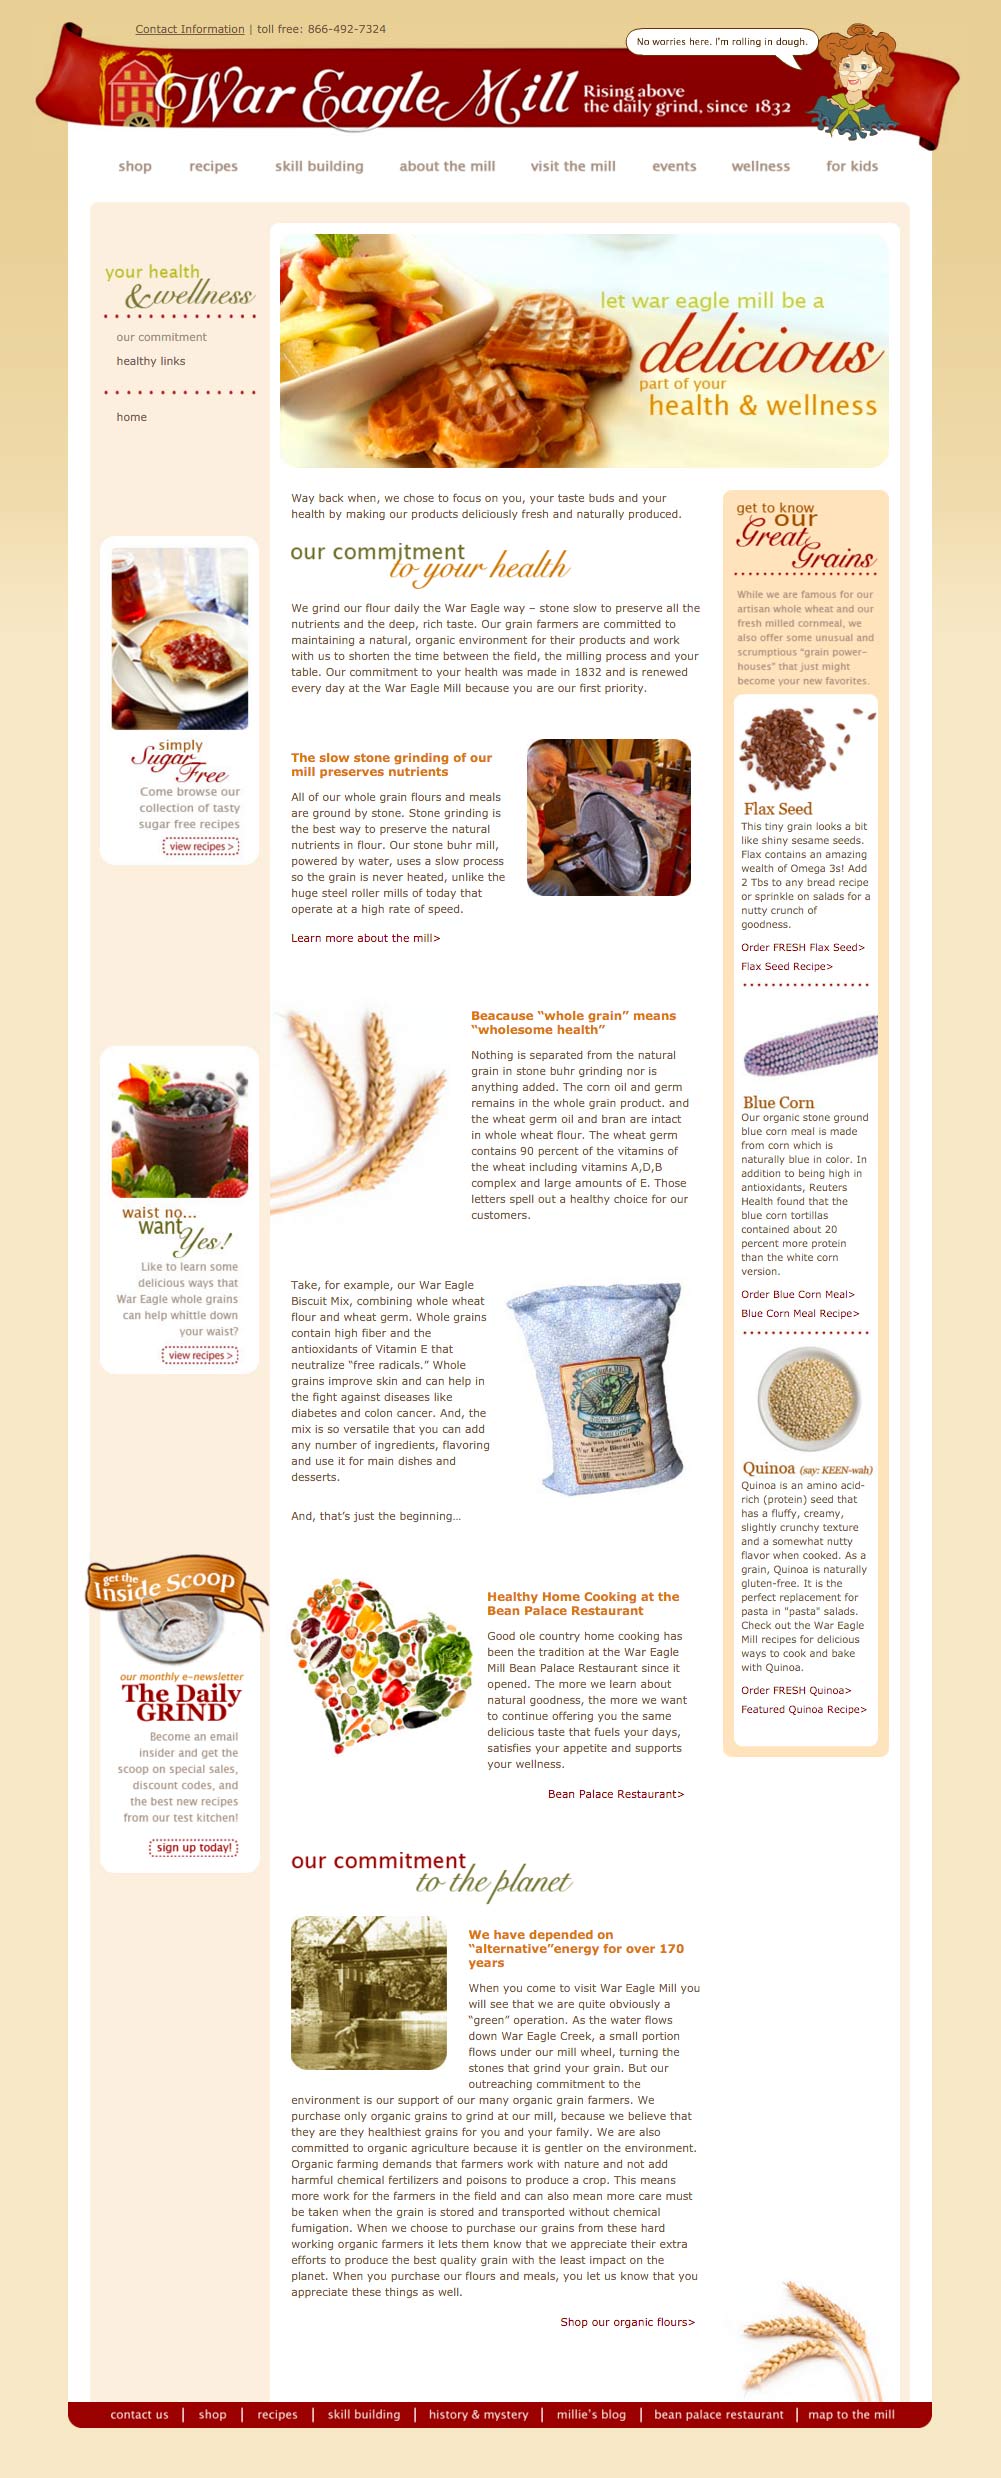 Contact Information | toll free: 866-492-7324
No worries here. I'm rolling in dough.
War Eagle Mill
Rising above
the daily grind, since 1832
shop recipes skill building about the mill visit the mill events wellness for kids
your health
& wellness
our commitment
healthy links
home
let war eagle mill be a
delicious
part of your
health & wellness
Way back when, we chose to focus on you, your taste buds and your
health by making our products deliciously fresh and naturally produced.
our commitment
to your health
We grind our flour daily the War Eagle way – stone slow to preserve all the
nutrients and the deep, rich taste. Our grain farmers are committed to
maintaining a natural, organic environment for their products and work
with us to shorten the time between the field, the milling process and your
table. Our commitment to your health was made in 1832 and is renewed
every day at the War Eagle Mill because you are our first priority.
The slow stone grinding of our
mill preserves nutrients
All of our whole grain flours and meals
are ground by stone. Stone grinding is
the best way to preserve the natural
nutrients in flour. Our stone buhr mill,
powered by water, uses a slow process
so the grain is never heated, unlike the
huge steel roller mills of today that
operate at a high rate of speed.
Learn more about the mill>
Beacause “whole grain” means
“wholesome health”
Nothing is separated from the natural
grain in stone buhr grinding nor is
anything added. The corn oil and germ
remains in the whole grain product. and
the wheat germ oil and bran are intact
in whole wheat flour. The wheat germ
contains 90 percent of the vitamins of
the wheat including vitamins A,D,B
complex and large amounts of E. Those
letters spell out a healthy choice for our
customers.
Take, for example, our War Eagle
Biscuit Mix, combining whole wheat
flour and wheat germ. Whole grains
contain high fiber and the
antioxidants of Vitamin E that
neutralize “free radicals.” Whole
grains improve skin and can help in
the fight against diseases like
diabetes and colon cancer. And, the
mix is so versatile that you can add
any number of ingredients, flavoring
and use it for main dishes and
desserts.
And, that’s just the beginning…
War Eagle Biscuit Mix
Healthy Home Cooking at the
Bean Palace Restaurant
Good ole country home cooking has
been the tradition at the War Eagle
Mill Bean Palace Restaurant since it
opened. The more we learn about
natural goodness, the more we want
to continue offering you the same
delicious taste that fuels your days,
satisfies your appetite and supports
your wellness.
Bean Palace Restaurant>
our commitment
to the planet
We have depended on
“alternative”energy for over 170
years
When you come to visit War Eagle Mill you
will see that we are quite obviously a
“green” operation. As the water flows
down War Eagle Creek, a small portion
flows under our mill wheel, turning the
stones that grind your grain. But our
outreaching commitment to the
environment is our support of our many organic grain farmers. We
purchase only organic grains to grind at our mill, because we believe that
they are they healthiest grains for you and your family. We are also
committed to organic agriculture because it is gentler on the environment.
Organic farming demands that farmers work with nature and not add
harmful chemical fertilizers and poisons to produce a crop. This means
more work for the farmers in the field and can also mean more care must
be taken when the grain is stored and transported without chemical
fumigation. When we choose to purchase our grains from these hard
working organic farmers it lets them know that we appreciate their extra
efforts to produce the best quality grain with the least impact on the
planet. When you purchase our flours and meals, you let us know that you
appreciate these things as well.
Shop our organic flours>
simply
Sugar
Free
Come browse our
collection of tasty
sugar free recipes
view recipes >
waist no...
want
Yes!
Like to learn some
delicious ways that
War Eagle whole grains
can help whittle down
your waist?
view recipes >
get the
Inside Scoop
our monthly e-newsletter
The Daily
GRIND
Become an email
insider and get the
scoop on special sales,
discount codes, and
the best new recipes
from our test kitchen!
sign up today!
get to know
our
Great
Grains
While we are famous for our
artisan whole wheat and our
fresh milled cornmeal, we
also offer some unusual and
scrumptious “grain power-
houses” that just might
become your new favorites.
Flax Seed
This tiny grain looks a bit
like shiny sesame seeds.
Flax contains an amazing
wealth of Omega 3s! Add
2 Tbs to any bread recipe
or sprinkle on salads for a
nutty crunch of
goodness.
Order FRESH Flax Seed>
Flax Seed Recipe>
Blue Corn
Our organic stone ground
blue corn meal is made
from corn which is
naturally blue in color. In
addition to being high in
antioxidants, Reuters
Health found that the
blue corn tortillas
contained about 20
percent more protein
than the white corn
version.
Order Blue Corn Meal>
Blue Corn Meal Recipe>
Quinoa (say: KEEN-wah)
Quinoa is an amino acid-
rich (protein) seed that
has a fluffy, creamy,
slightly crunchy texture
and a somewhat nutty
flavor when cooked. As a
grain, Quinoa is naturally
gluten-free. It is the
perfect replacement for
pasta in "pasta" salads.
Check out the War Eagle
Mill recipes for delicious
ways to cook and bake
with Quinoa.
Order FRESH Quinoa>
Featured Quinoa Recipe>
contact us | shop | recipes | skill building | history & mystery | millie’s blog | bean palace restaurant | map to the mill